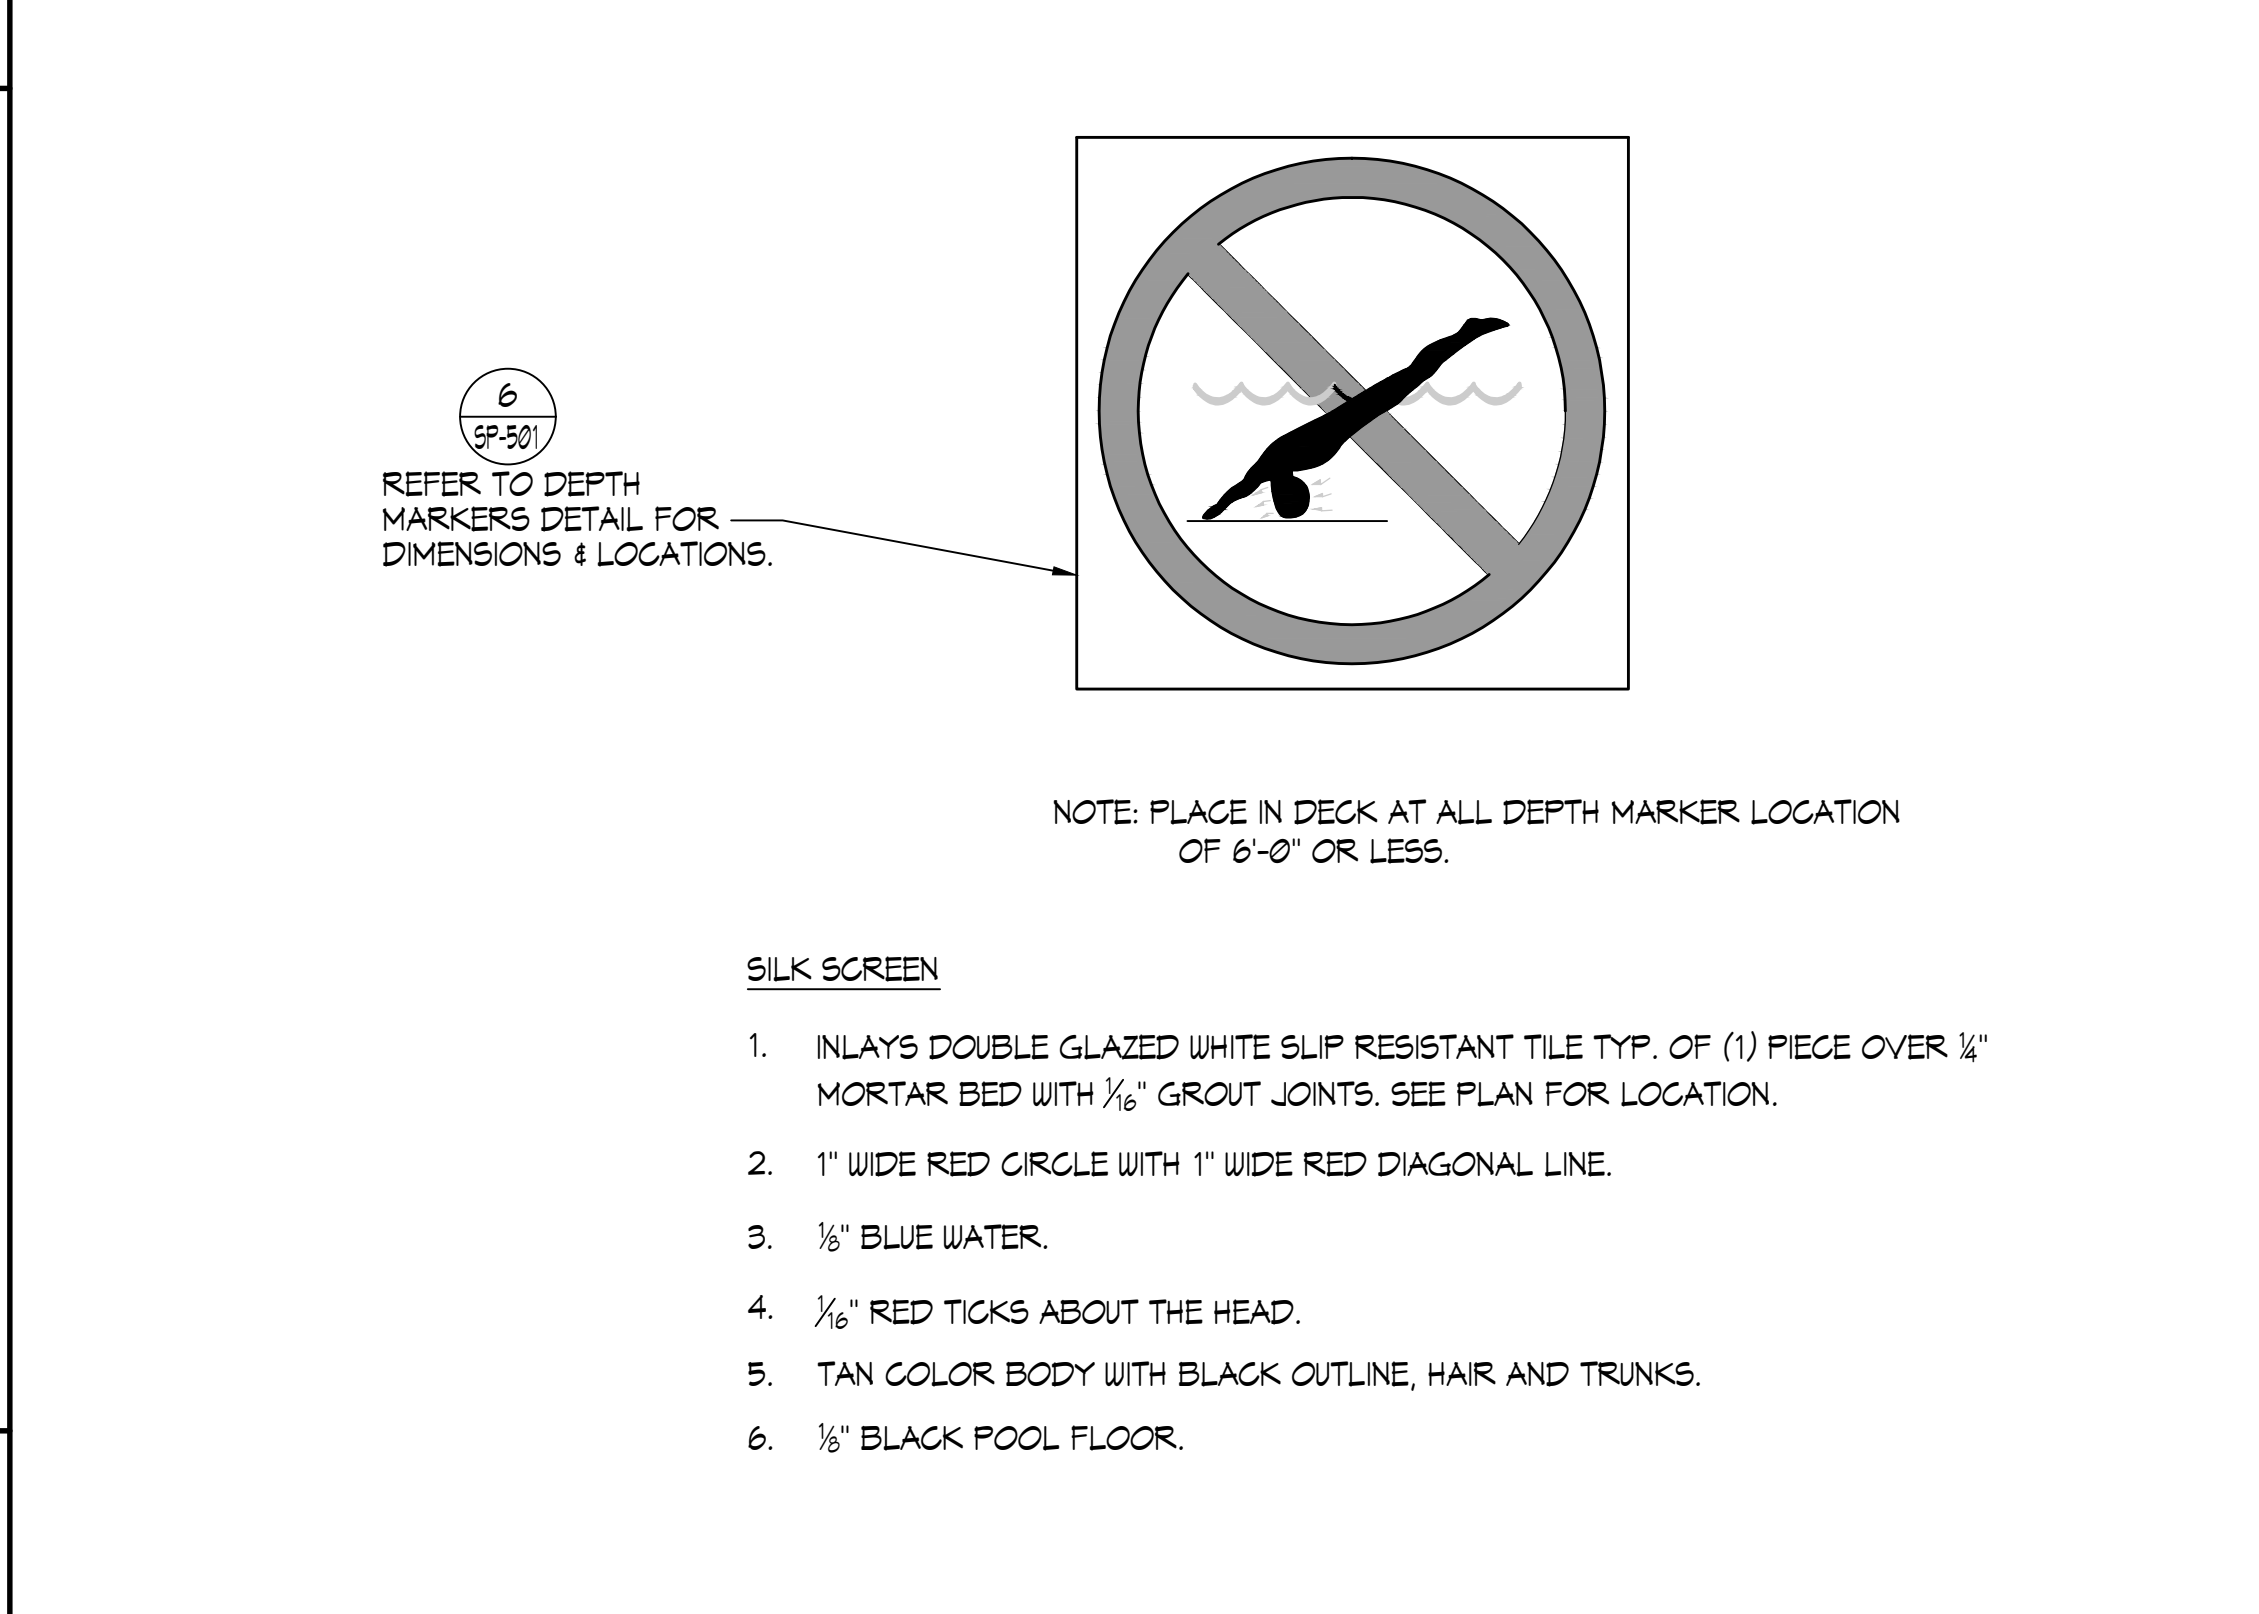 6
SP-501
REFER TO DEPTH
MARKERS DETAIL FOR
DIMENSIONS & LOCATIONS.
NOTE: PLACE IN DECK AT ALL DEPTH MARKER LOCATION
OF 6'-0" OR LESS.
SILK SCREEN
1. INLAYS DOUBLE GLAZED WHITE SLIP RESISTANT TILE TYP. OF (1) PIECE OVER ¼"
MORTAR BED WITH 1/16" GROUT JOINTS. SEE PLAN FOR LOCATION.
2. 1" WIDE RED CIRCLE WITH 1" WIDE RED DIAGONAL LINE.
3. ⅛" BLUE WATER.
4. 1/16" RED TICKS ABOUT THE HEAD.
5. TAN COLOR BODY WITH BLACK OUTLINE, HAIR AND TRUNKS.
6. ⅛" BLACK POOL FLOOR.